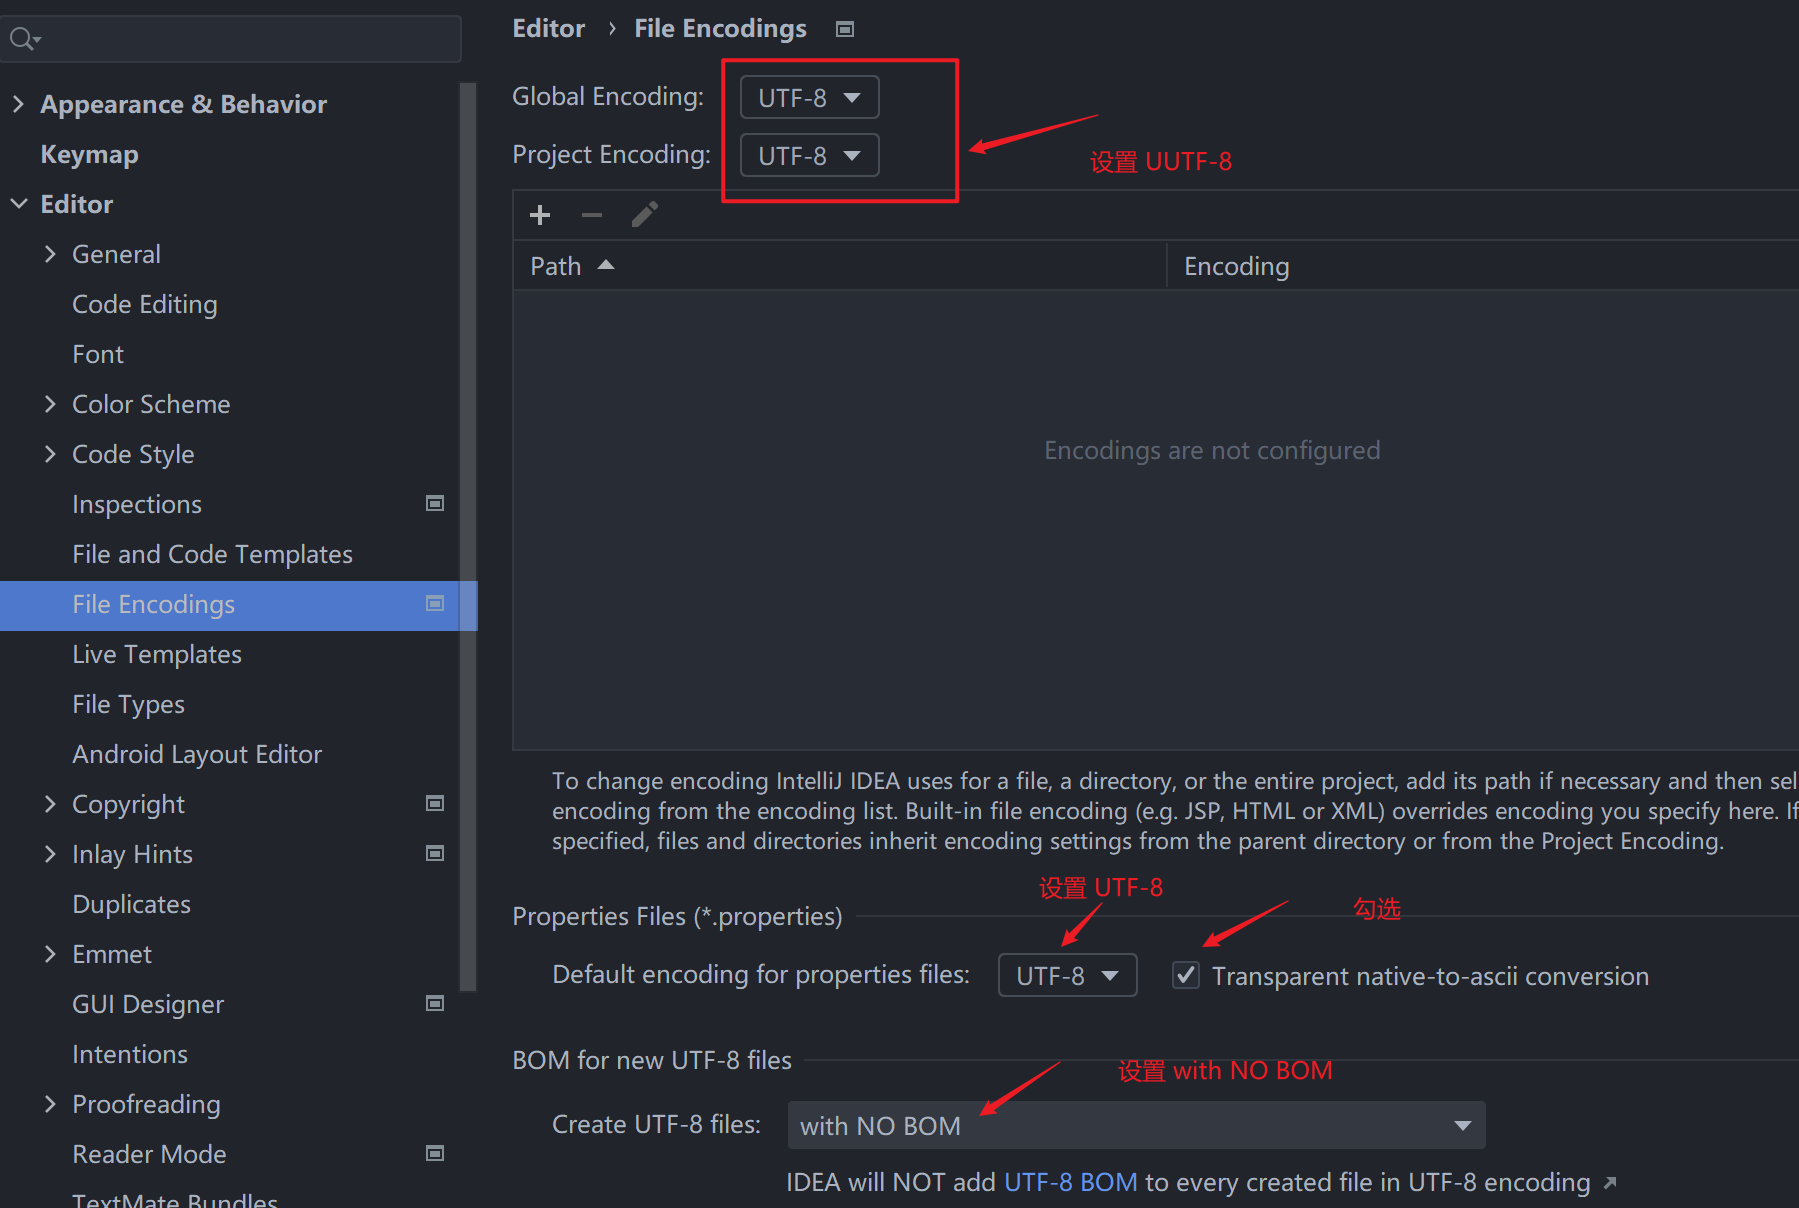 Editor › File Encodings
Appearance & Behavior
Keymap
Editor
General
Code Editing
Font
Color Scheme
Code Style
Inspections
File and Code Templates
File Encodings
Live Templates
File Types
Android Layout Editor
Copyright
Inlay Hints
Duplicates
Emmet
GUI Designer
Intentions
Proofreading
Reader Mode
TextMate Bundles
Global Encoding: UTF-8
Project Encoding: UTF-8
设置 UUTF-8
Path Encoding
Encodings are not configured
To change encoding IntelliJ IDEA uses for a file, a directory, or the entire project, add its path if necessary and then sel
encoding from the encoding list. Built-in file encoding (e.g. JSP, HTML or XML) overrides encoding you specify here. If
specified, files and directories inherit encoding settings from the parent directory or from the Project Encoding.
设置 UTF-8
勾选
Properties Files (*.properties)
Default encoding for properties files: UTF-8 Transparent native-to-ascii conversion
BOM for new UTF-8 files
设置 with NO BOM
Create UTF-8 files: with NO BOM
IDEA will NOT add UTF-8 BOM to every created file in UTF-8 encoding